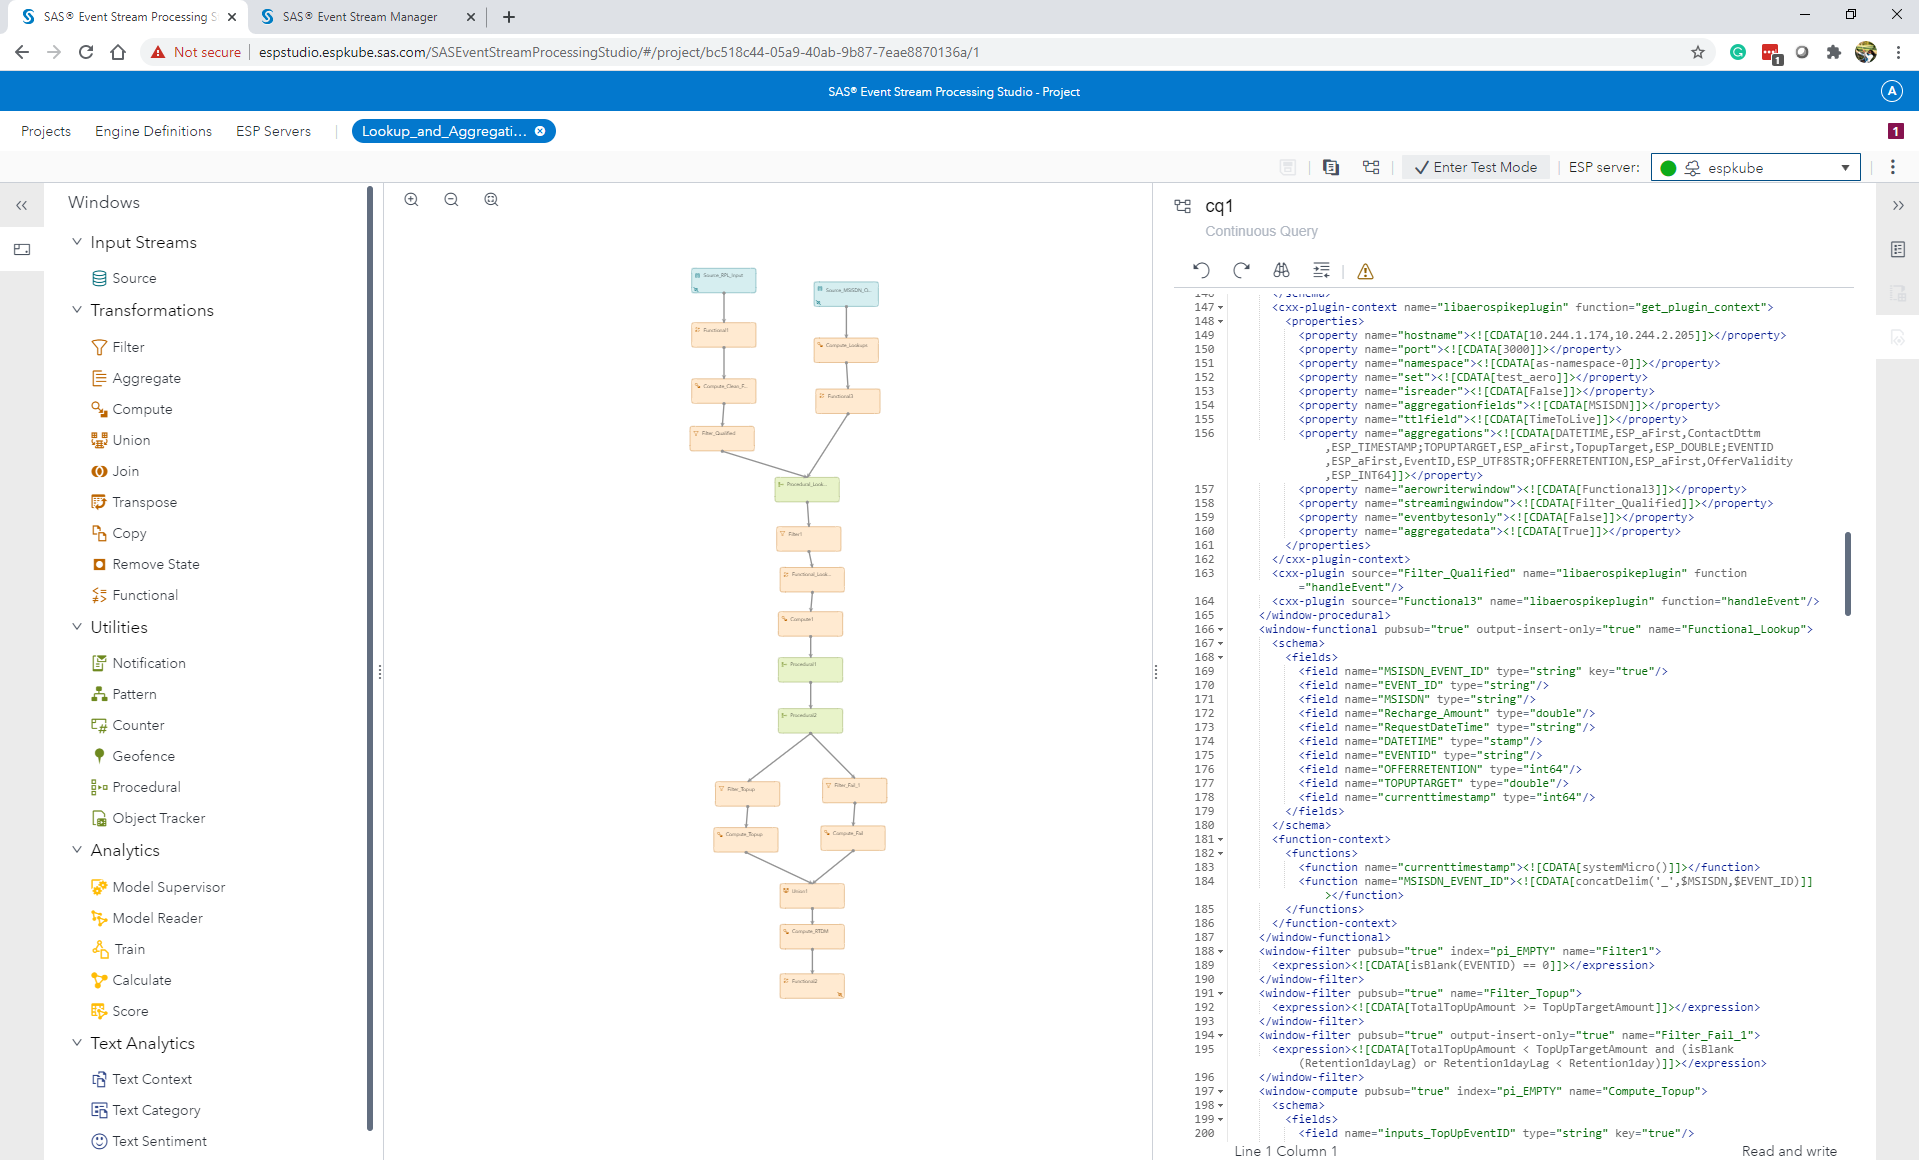 SAS® Event Stream Processing S
SAS® Event Stream Manager
Not secure
espstudio.espkube.sas.com/SASEventStreamProcessingStudio/#/project/bc518c44-05a9-40ab-9b87-7eae8870136a/1
1
SAS® Event Stream Processing Studio - Project
A
Projects
Engine Definitions
ESP Servers
Lookup_and_Aggregati...
1
Enter Test Mode
ESP server:
espkube
Windows
Input Streams
Source
Transformations
Filter
Aggregate
Compute
Union
Join
Transpose
Copy
Remove State
Functional
Utilities
Notification
Pattern
Counter
Geofence
Procedural
Object Tracker
Analytics
Model Supervisor
Model Reader
Train
Calculate
Score
Text Analytics
Text Context
Text Category
Text Sentiment
Source_RPL_Input
Source_MSISDN_O...
Functional1
Compute_Lookups
Compute_Clean_F...
Functional3
Filter_Qualified
Procedural_Look...
Filter1
Functional_Look...
Compute1
Procedural1
Procedural2
Filter_Topup
Filter_Fail_1
Compute_Topup
Compute_Fail
Union1
Compute_RTDM
Functional2
cq1
Continuous Query
146 </schema>
147 <cxx-plugin-context name="libaerospikeplugin" function="get_plugin_context">
148 <properties>
149 <property name="hostname"><![CDATA[10.244.1.174,10.244.2.205]]></property>
150 <property name="port"><![CDATA[3000]]></property>
151 <property name="namespace"><![CDATA[as-namespace-0]]></property>
152 <property name="set"><![CDATA[test_aero]]></property>
153 <property name="isreader"><![CDATA[False]]></property>
154 <property name="aggregationfields"><![CDATA[MSISDN]]></property>
155 <property name="ttlfield"><![CDATA[TimeToLive]]></property>
156 <property name="aggregations"><![CDATA[DATETIME,ESP_aFirst,ContactDttm
,ESP_TIMESTAMP;TOPUPTARGET,ESP_aFirst,TopupTarget,ESP_DOUBLE;EVENTID
,ESP_aFirst,EventID,ESP_UTF8STR;OFFERRETENTION,ESP_aFirst,OfferValidity
,ESP_INT64]]></property>
157 <property name="aerowriterwindow"><![CDATA[Functional3]]></property>
158 <property name="streamingwindow"><![CDATA[Filter_Qualified]]></property>
159 <property name="eventbytesonly"><![CDATA[False]]></property>
160 <property name="aggregatedata"><![CDATA[True]]></property>
161 </properties>
162 </cxx-plugin-context>
163 <cxx-plugin source="Filter_Qualified" name="libaerospikeplugin" function
="handleEvent"/>
164 <cxx-plugin source="Functional3" name="libaerospikeplugin" function="handleEvent"/>
165 </window-procedural>
166 <window-functional pubsub="true" output-insert-only="true" name="Functional_Lookup">
167 <schema>
168 <fields>
169 <field name="MSISDN_EVENT_ID" type="string" key="true"/>
170 <field name="EVENT_ID" type="string"/>
171 <field name="MSISDN" type="string"/>
172 <field name="Recharge_Amount" type="double"/>
173 <field name="RequestDateTime" type="string"/>
174 <field name="DATETIME" type="stamp"/>
175 <field name="EVENTID" type="string"/>
176 <field name="OFFERRETENTION" type="int64"/>
177 <field name="TOPUPTARGET" type="double"/>
178 <field name="currenttimestamp" type="int64"/>
179 </fields>
180 </schema>
181 <function-context>
182 <functions>
183 <function name="currenttimestamp"><![CDATA[systemMicro()]]></function>
184 <function name="MSISDN_EVENT_ID"><![CDATA[concatDelim('_',$MSISDN,$EVENT_ID)]]
></function>
185 </functions>
186 </function-context>
187 </window-functional>
188 <window-filter pubsub="true" index="pi_EMPTY" name="Filter1">
189 <expression><![CDATA[isBlank(EVENTID) == 0]]></expression>
190 </window-filter>
191 <window-filter pubsub="true" name="Filter_Topup">
192 <expression><![CDATA[TotalTopUpAmount >= TopUpTargetAmount]]></expression>
193 </window-filter>
194 <window-filter pubsub="true" output-insert-only="true" name="Filter_Fail_1">
195 <expression><![CDATA[TotalTopUpAmount < TopUpTargetAmount and (isBlank
(Retention1dayLag) or Retention1dayLag < Retention1day)]]></expression>
196 </window-filter>
197 <window-compute pubsub="true" index="pi_EMPTY" name="Compute_Topup">
198 <schema>
199 <fields>
200 <field name="inputs_TopUpEventID" type="string" key="true"/>
Line 1 Column 1
Read and write